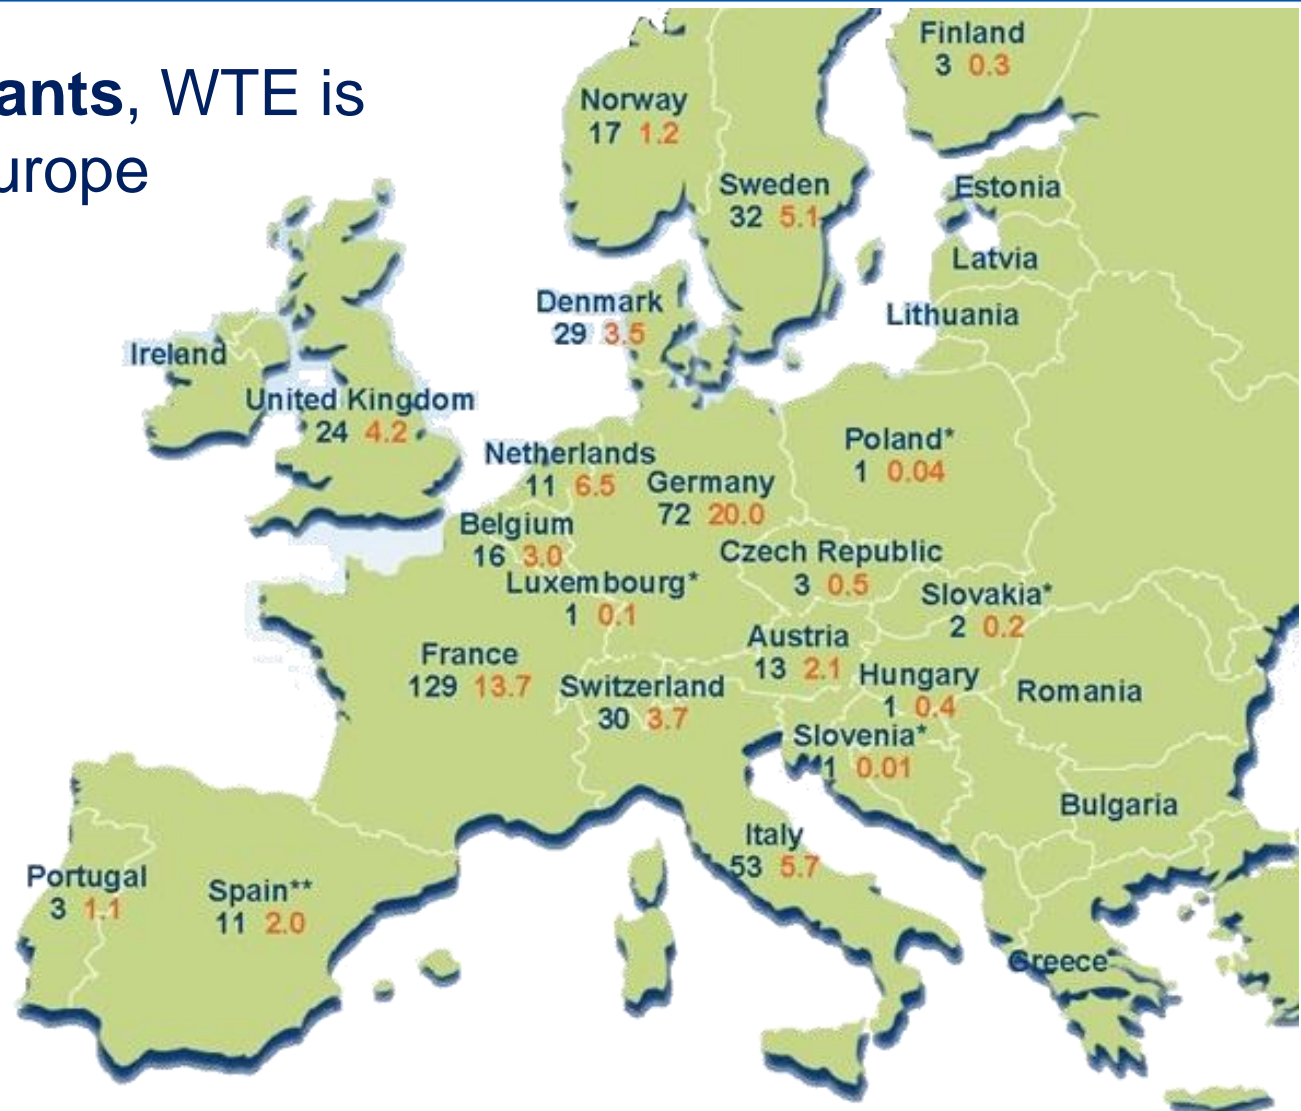 ants, WTE is
urope
Finland
3 0.3
Norway
17 1.2
Sweden
32 5.1
Estonia
Latvia
Lithuania
Denmark
29 3.5
Ireland
United Kingdom
24 4.2
Netherlands
11 6.5
Germany
72 20.0
Poland*
1 0.04
Belgium
16 3.0
Czech Republic
3 0.5
Luxembourg*
1 0.1
Slovakia*
2 0.2
Austria
13 2.1
France
129 13.7
Switzerland
30 3.7
Hungary
1 0.4
Romania
Slovenia*
1 0.01
Bulgaria
Italy
53 5.7
Portugal
3 1.1
Spain**
11 2.0
Greece